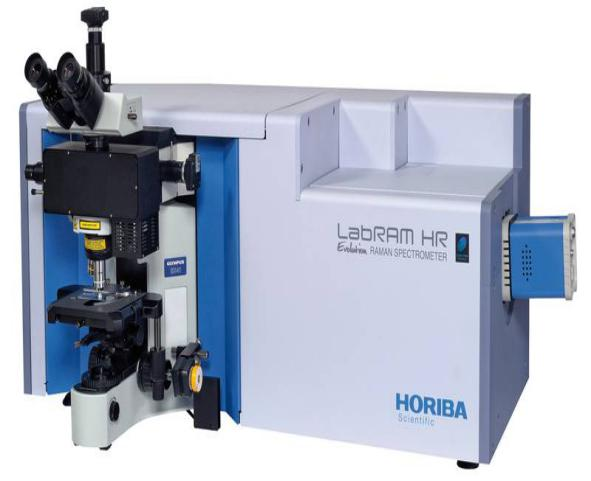 LabRAM HR
Evolution RAMAN SPECTROMETER
OLYMPUS
HORIBA
Scientific